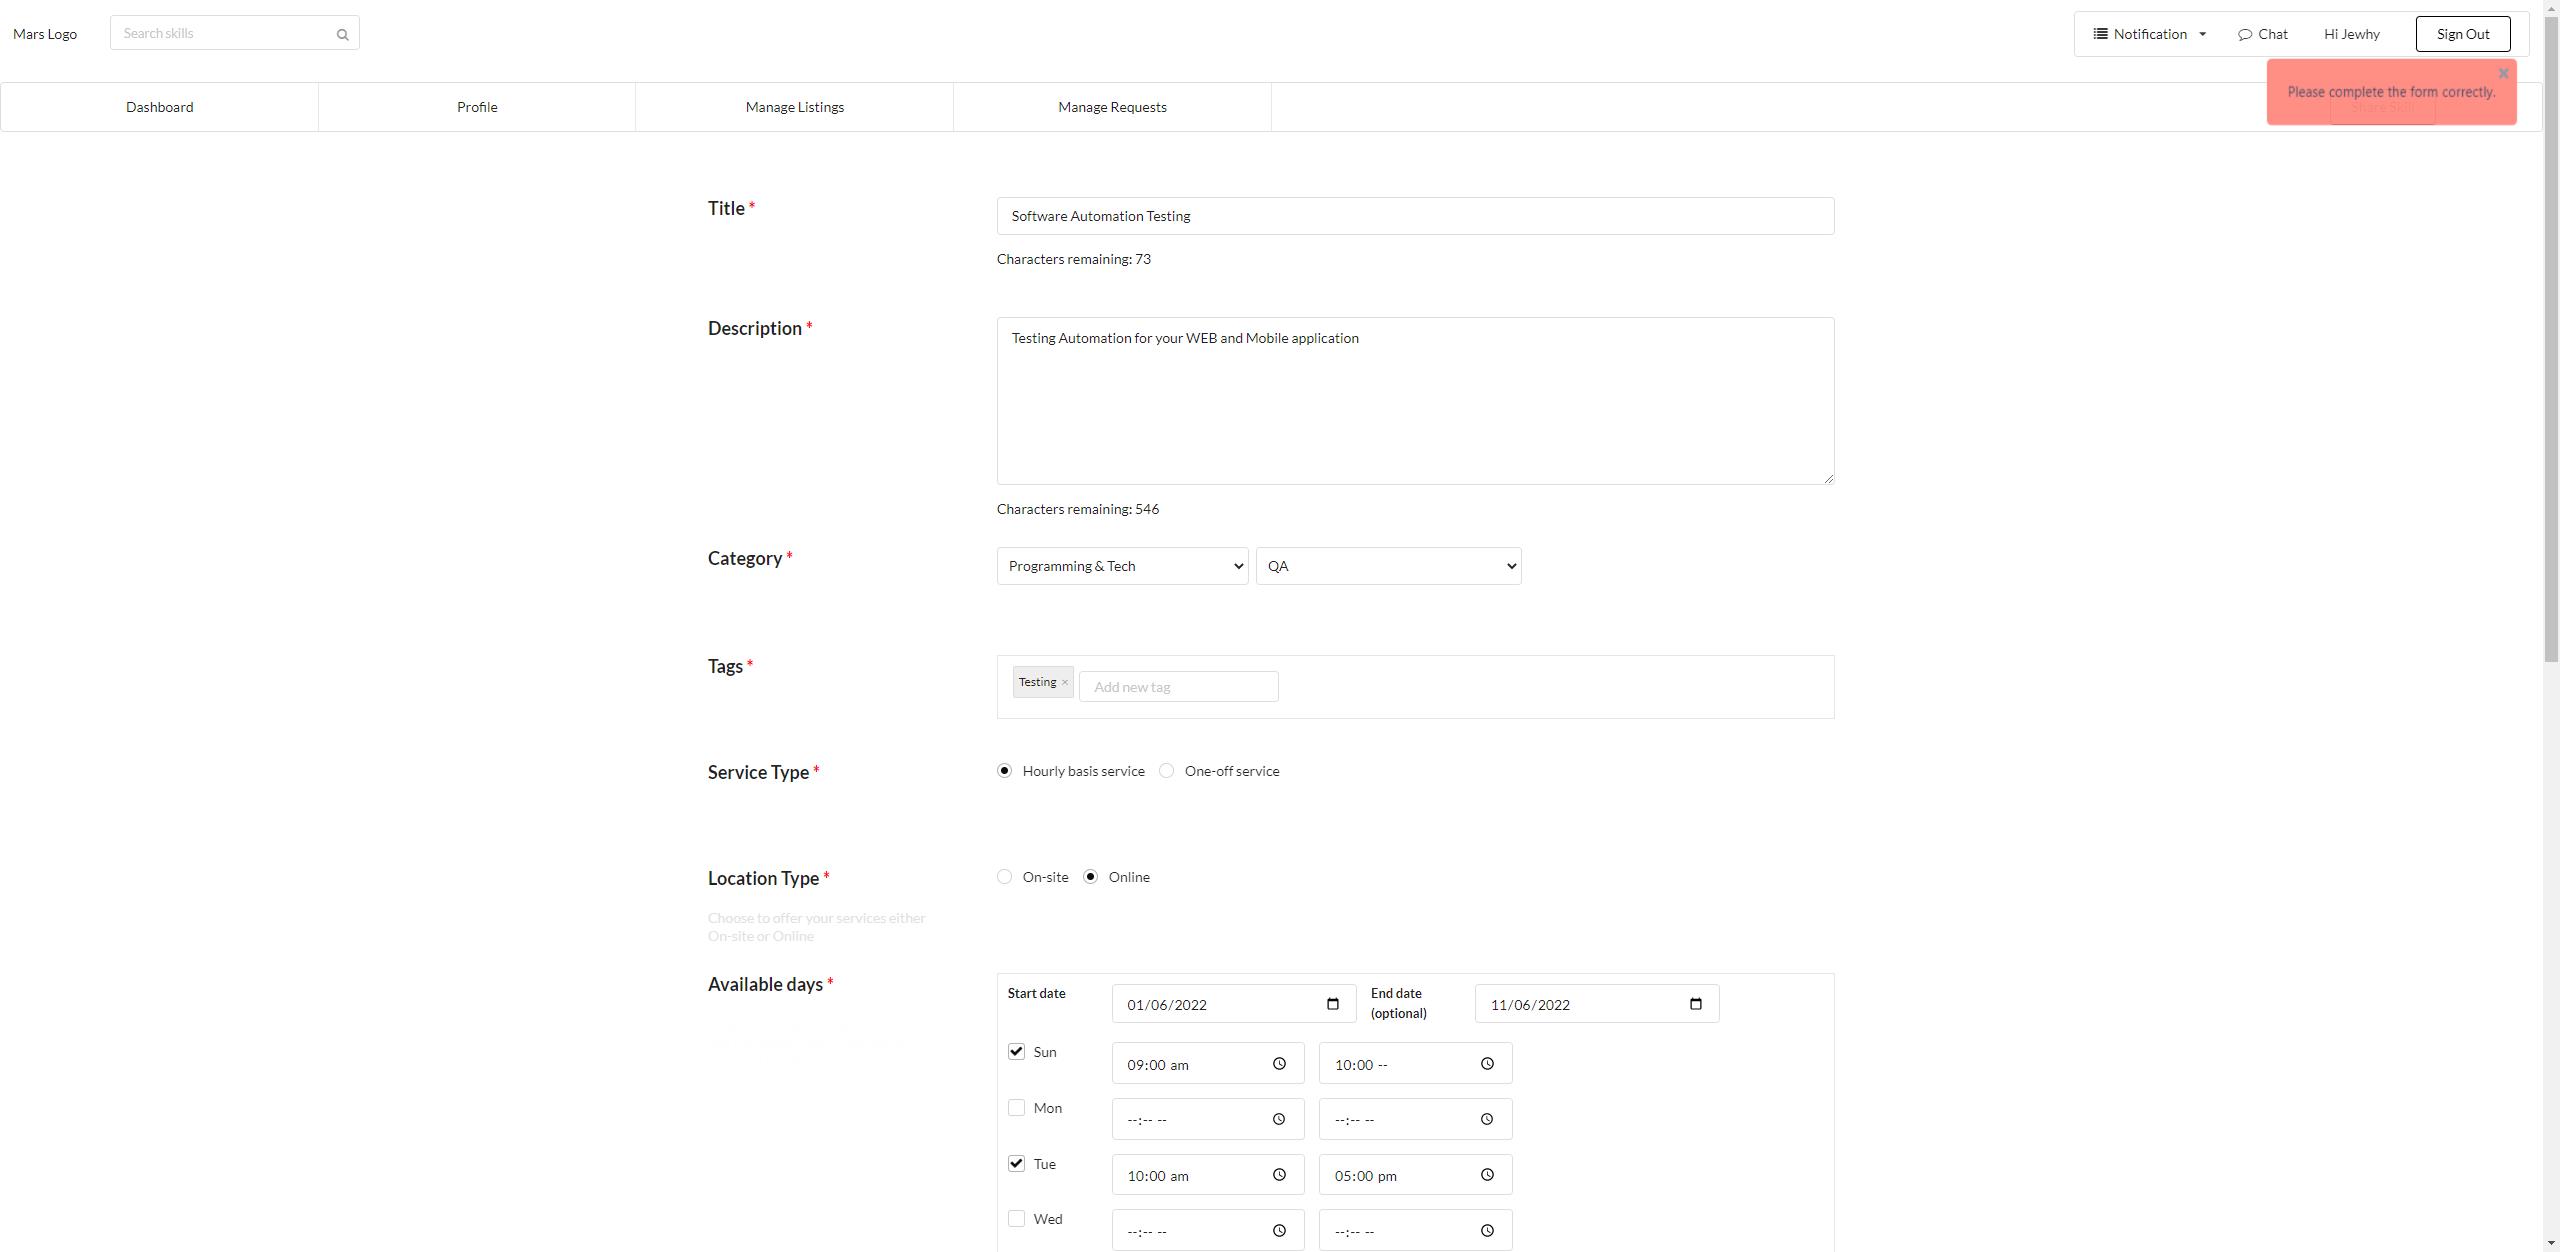 Mars Logo
Search skills
Notification
Chat
Hi Jewhy
Sign Out
Please complete the form correctly.
Dashboard
Profile
Manage Listings
Manage Requests
Share Skill
Title *
Software Automation Testing
Characters remaining: 73
Description *
Testing Automation for your WEB and Mobile application
Characters remaining: 546
Category *
Programming & Tech
QA
Tags *
Testing ×
Add new tag
Service Type *
Hourly basis service
One-off service
Location Type *
On-site
Online
Choose to offer your services either
On-site or Online
Available days *
Start date
01/06/2022
End date
(optional)
11/06/2022
Sun
09:00 am
10:00 --
Mon
--:-- --
--:-- --
Tue
10:00 am
05:00 pm
Wed
--:-- --
--:-- --